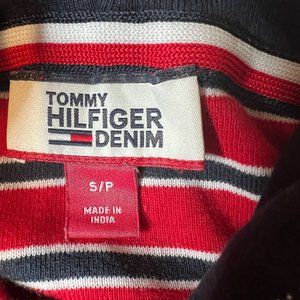 TOMMY
HILFIGER
DENIM
S/P
MADE IN
INDIA